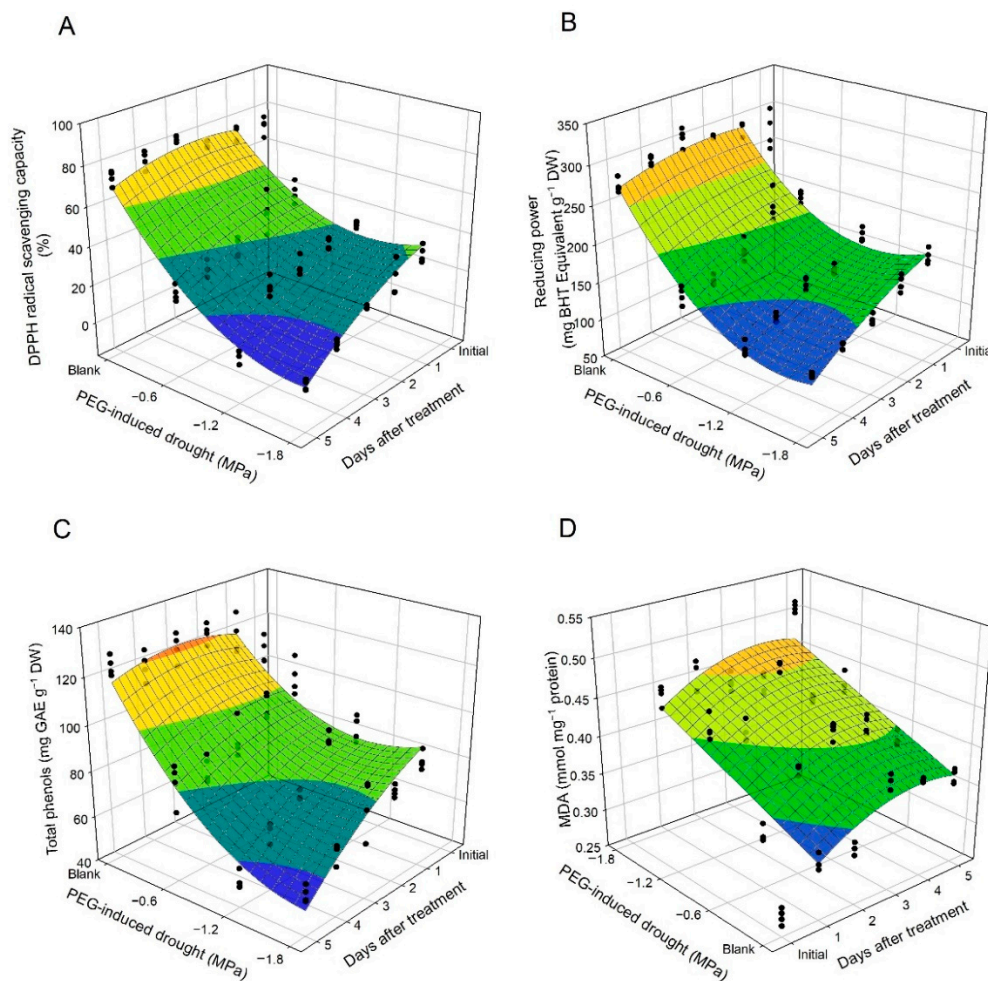 A
DPPH radical scavenging capacity
(%)
100
80
60
40
20
0
Blank
−0.6
−1.2
−1.8
PEG-induced drought (MPa)
5
4
3
2
1
Initial
Days after treatment
B
Reducing power
(mg BHT Equivalent g⁻¹ DW)
350
300
250
200
150
100
50
Blank
−0.6
−1.2
−1.8
PEG-induced drought (MPa)
5
4
3
2
1
Initial
Days after treatment
C
Total phenols (mg GAE g⁻¹ DW)
140
120
100
80
60
40
Blank
−0.6
−1.2
−1.8
PEG-induced drought (MPa)
5
4
3
2
1
Initial
Days after treatment
D
MDA (mmol mg⁻¹ protein)
0.55
0.50
0.45
0.40
0.35
0.30
0.25
−1.8
−1.2
−0.6
Blank
PEG-induced drought (MPa)
Initial
1
2
3
4
5
Days after treatment